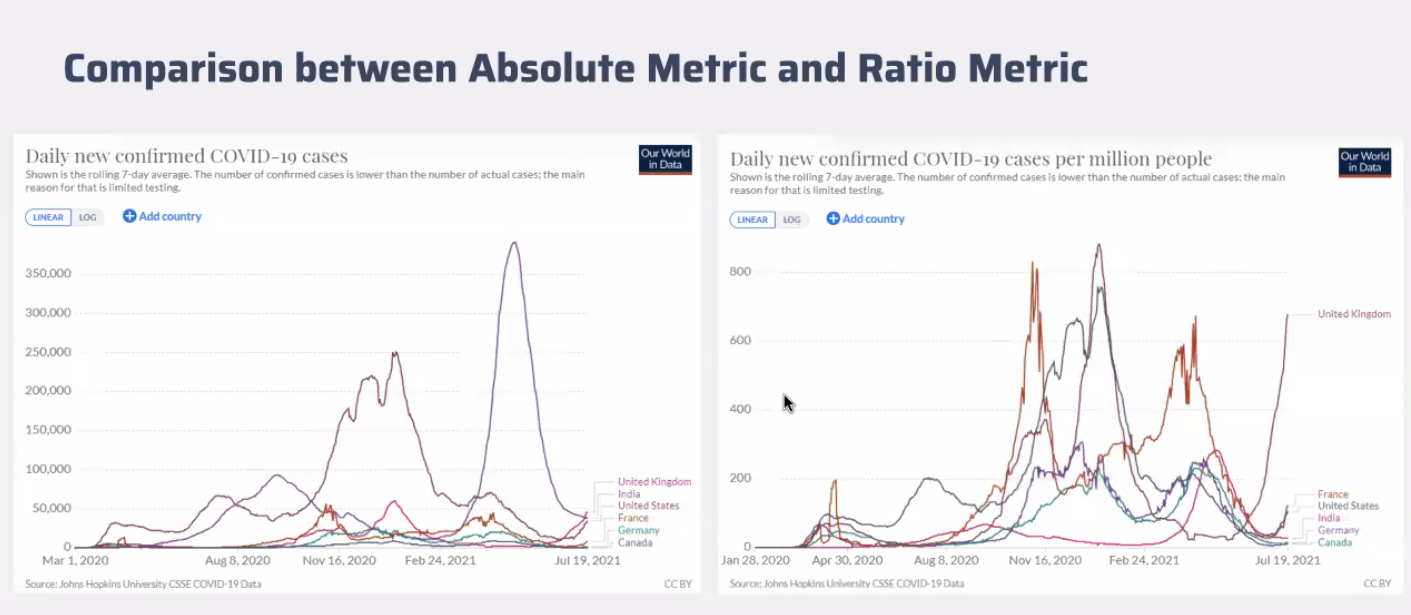 Comparison between Absolute Metric and Ratio Metric
Daily new confirmed COVID-19 cases
Shown is the rolling 7-day average. The number of confirmed cases is lower than the number of actual cases; the main
reason for that is limited testing.
Our World
in Data
LINEAR LOG Add country
350,000
300,000
250,000
200,000
150,000
100,000
50,000
0
United Kingdom
India
United States
France
Germany
Canada
Mar 1, 2020 Aug 8, 2020 Nov 16, 2020 Feb 24, 2021 Jul 19, 2021
Source: Johns Hopkins University CSSE COVID-19 Data CC BY
Daily new confirmed COVID-19 cases per million people
Shown is the rolling 7-day average. The number of confirmed cases is lower than the number of actual cases; the main
reason for that is limited testing.
Our World
in Data
LINEAR LOG Add country
800
600
400
200
0
United Kingdom
France
United States
India
Germany
Canada
Jan 28, 2020 Apr 30, 2020 Aug 8, 2020 Nov 16, 2020 Feb 24, 2021 Jul 19, 2021
Source: Johns Hopkins University CSSE COVID-19 Data CC BY